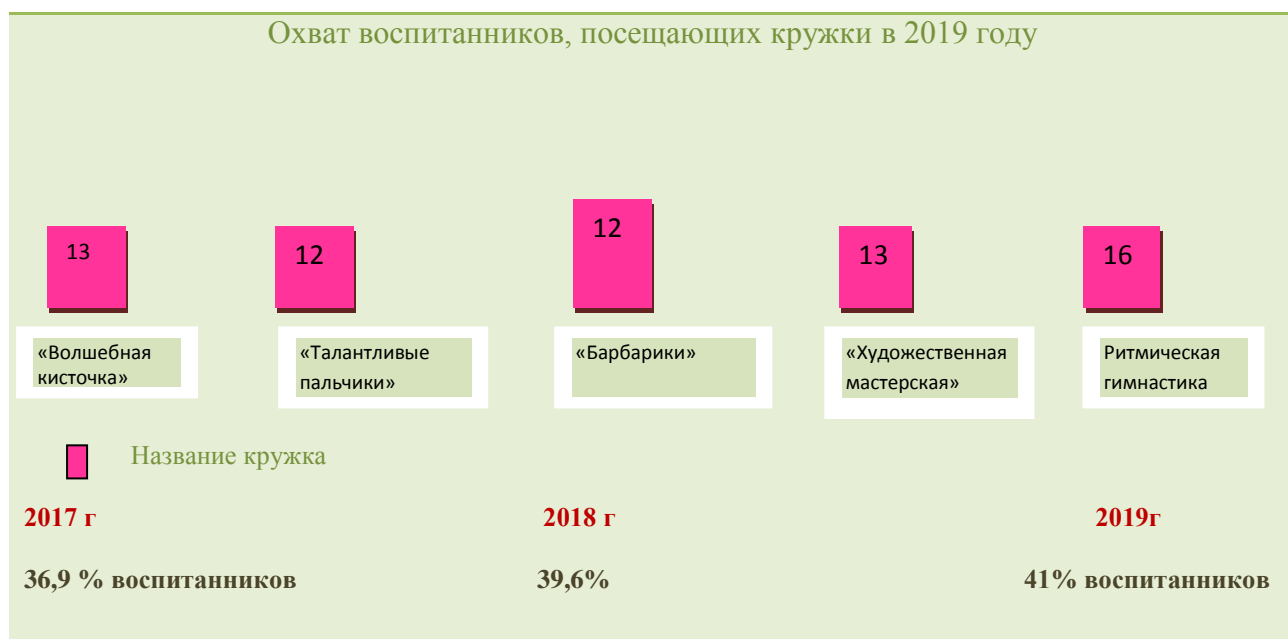 Охват воспитанников, посещающих кружки в 2019 году
13
12
12
13
16
«Волшебная
кисточка»
«Талантливые
пальчики»
«Барбарики»
«Художественная
мастерская»
Ритмическая
гимнастика
Название кружка
2017 г
2018 г
2019г
36,9 % воспитанников
39,6%
41% воспитанников